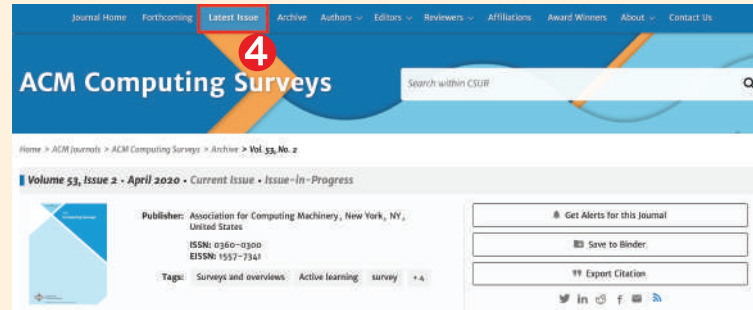 Journal Home Forthcoming Latest Issue Archive Authors Editors Reviewers Affiliations Award Winners About Contact Us
4
ACM Computing Surveys
Search within CSUR
Home > ACM Journals > ACM Computing Surveys > Archive > Vol. 53, No. 2
Volume 53, Issue 2 • April 2020 • Current Issue • Issue-in-Progress
Publisher: Association for Computing Machinery, New York, NY,
United States
ISSN: 0360-0300
EISSN: 1557-7341
Tags: Surveys and overviews Active learning survey +4
Get Alerts for this Journal
Save to Binder
Export Citation